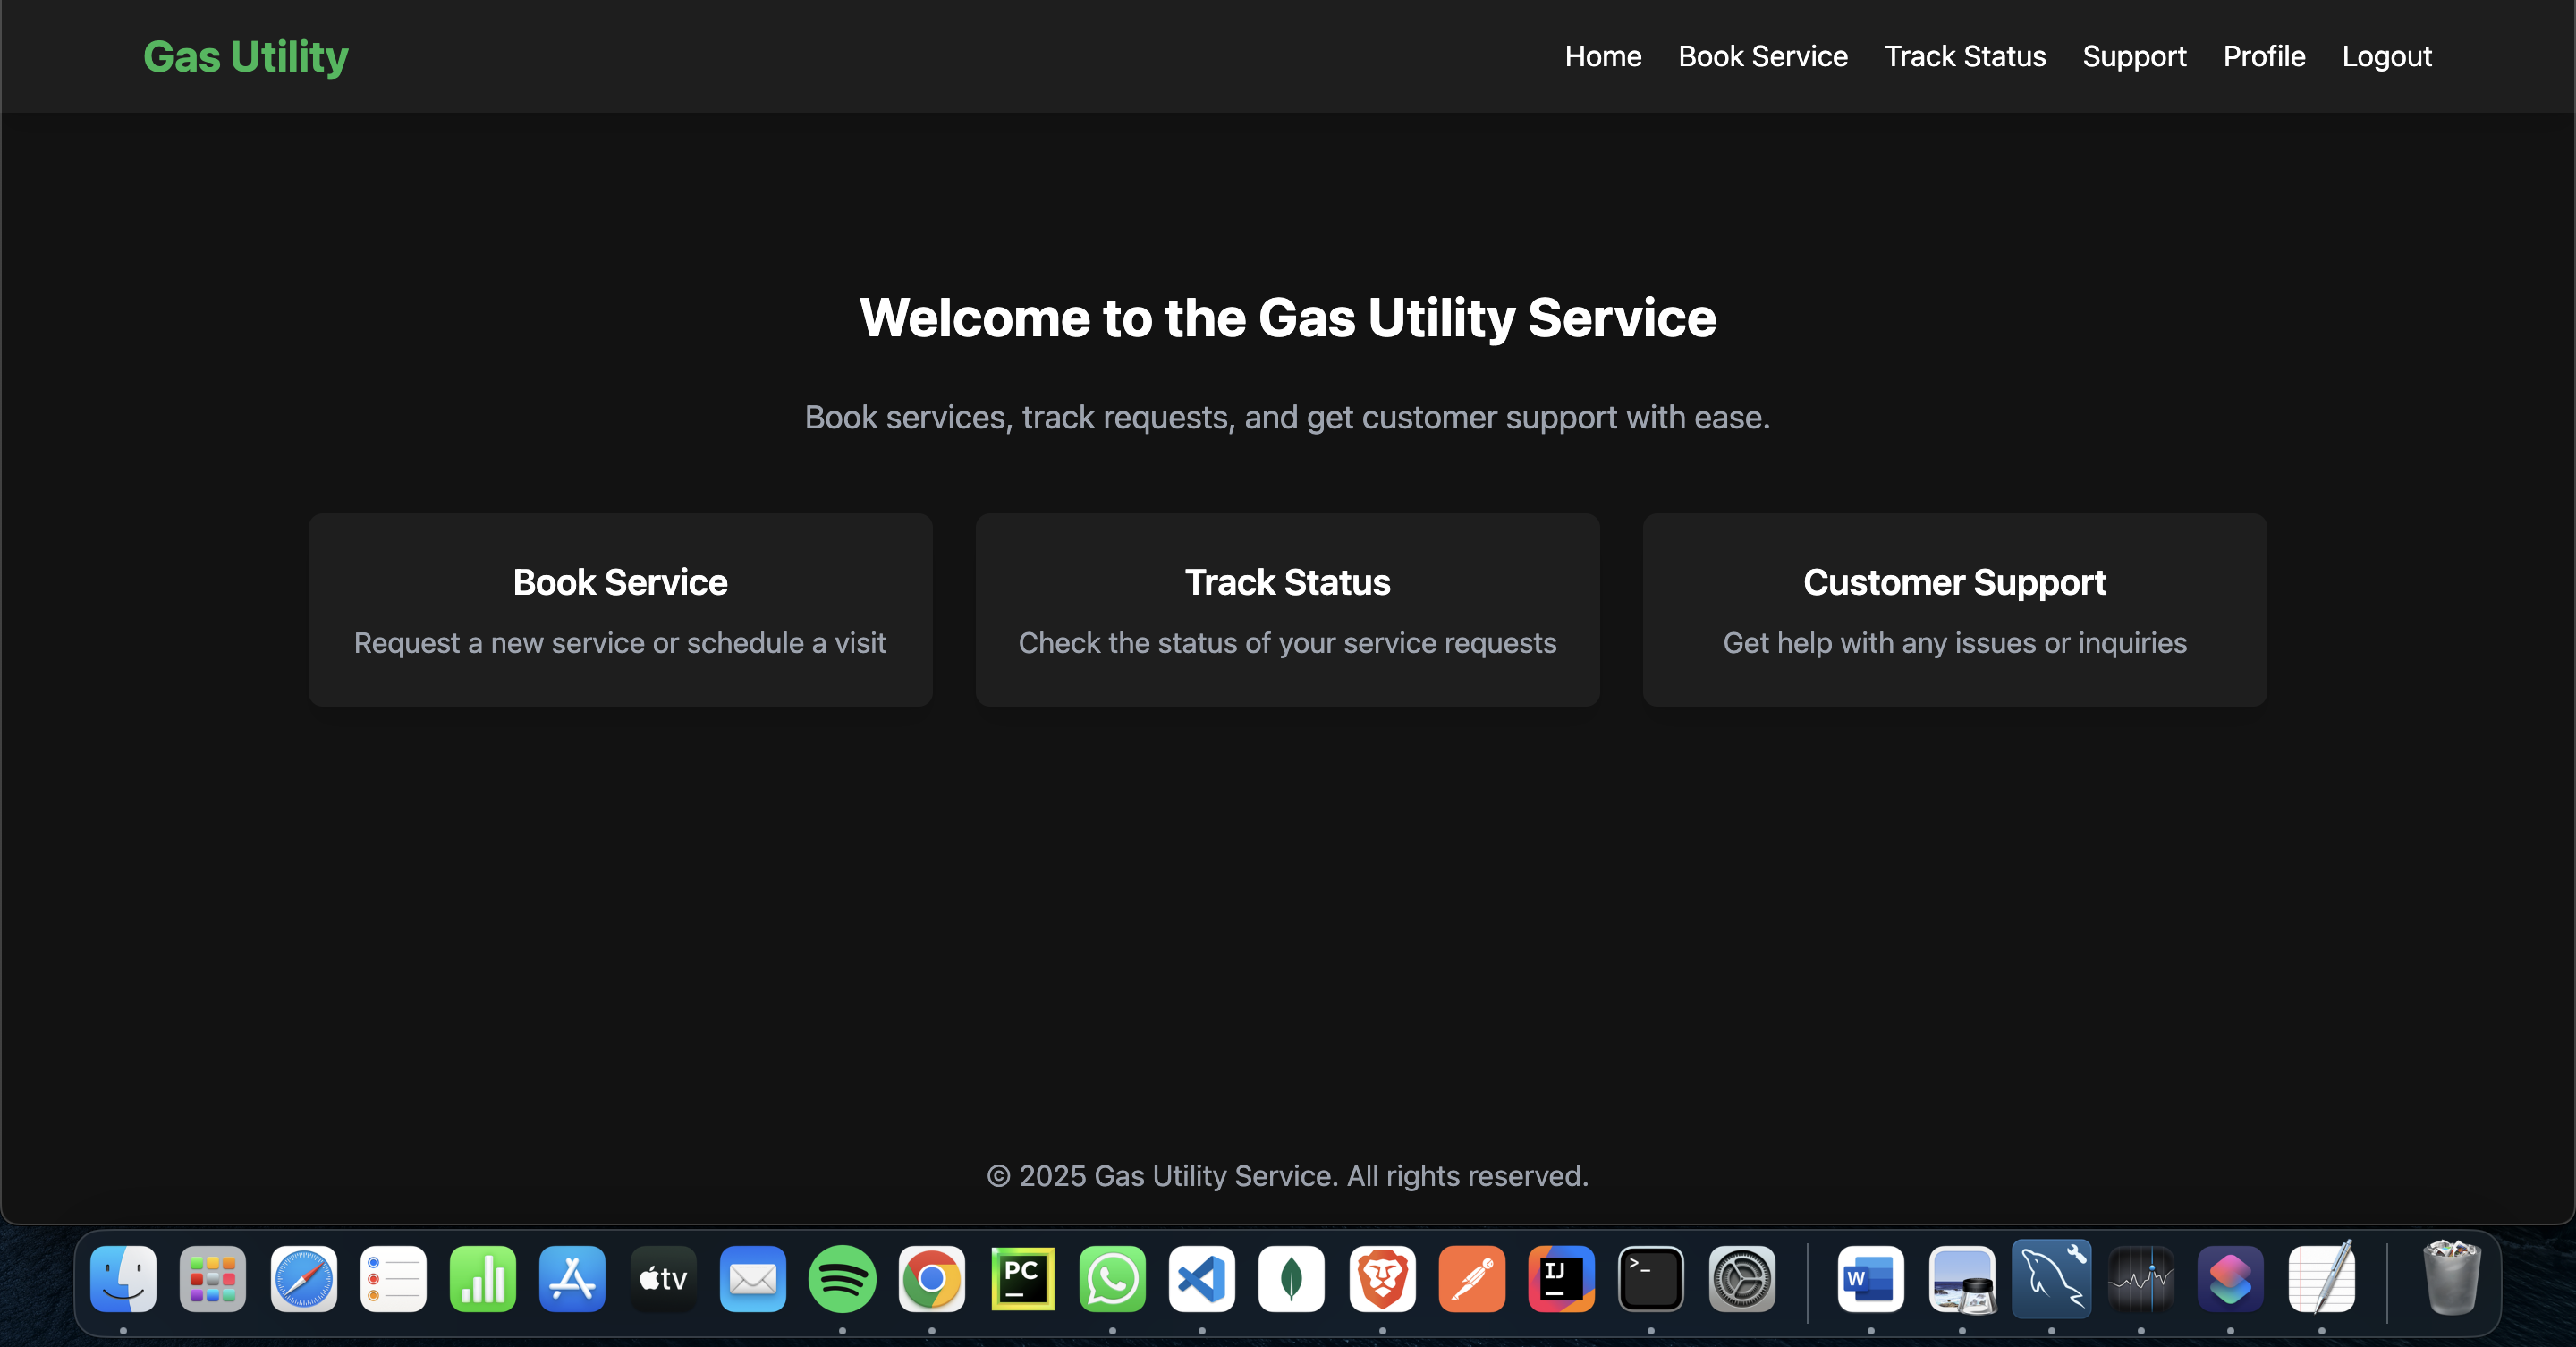 Gas Utility
Home Book Service Track Status Support Profile Logout
Welcome to the Gas Utility Service
Book services, track requests, and get customer support with ease.
Book Service
Request a new service or schedule a visit
Track Status
Check the status of your service requests
Customer Support
Get help with any issues or inquiries
© 2025 Gas Utility Service. All rights reserved.
tv
PC
IJ
>_
W